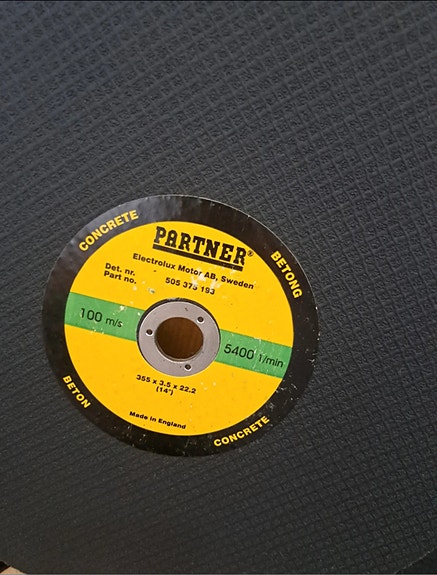 CONCRETE
BETONG
PARTNER®
Electrolux Motor AB, Sweden
Det. nr.
Part no.
505 375 193
100 m/s
5400 1/min
355 x 3.5 x 22.2
(14")
Made in England
BETON
CONCRETE